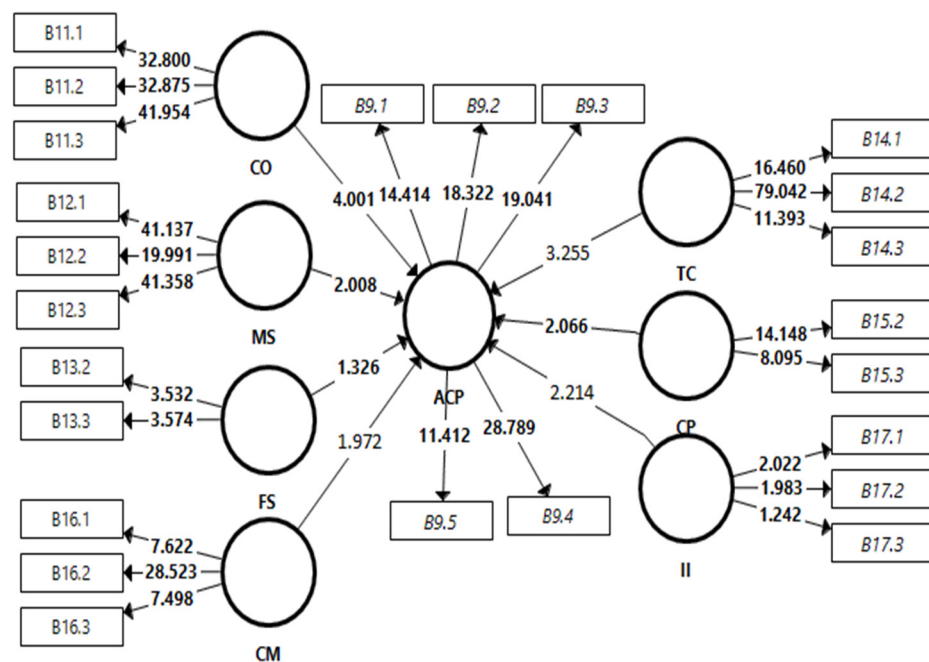 B11.1
32.800
B11.2
32.875
B11.3
41.954
CO
B9.1
B9.2
B9.3
4.001
14.414
18.322
19.041
B12.1
41.137
B12.2
19.991
B12.3
41.358
MS
2.008
B13.2
3.532
B13.3
3.574
FS
1.326
B16.1
7.622
B16.2
28.523
B16.3
7.498
CM
1.972
ACP
11.412
28.789
B9.5
B9.4
B14.1
16.460
B14.2
79.042
B14.3
11.393
TC
3.255
B15.2
14.148
B15.3
8.095
CP
2.066
B17.1
2.022
B17.2
1.983
B17.3
1.242
II
2.214